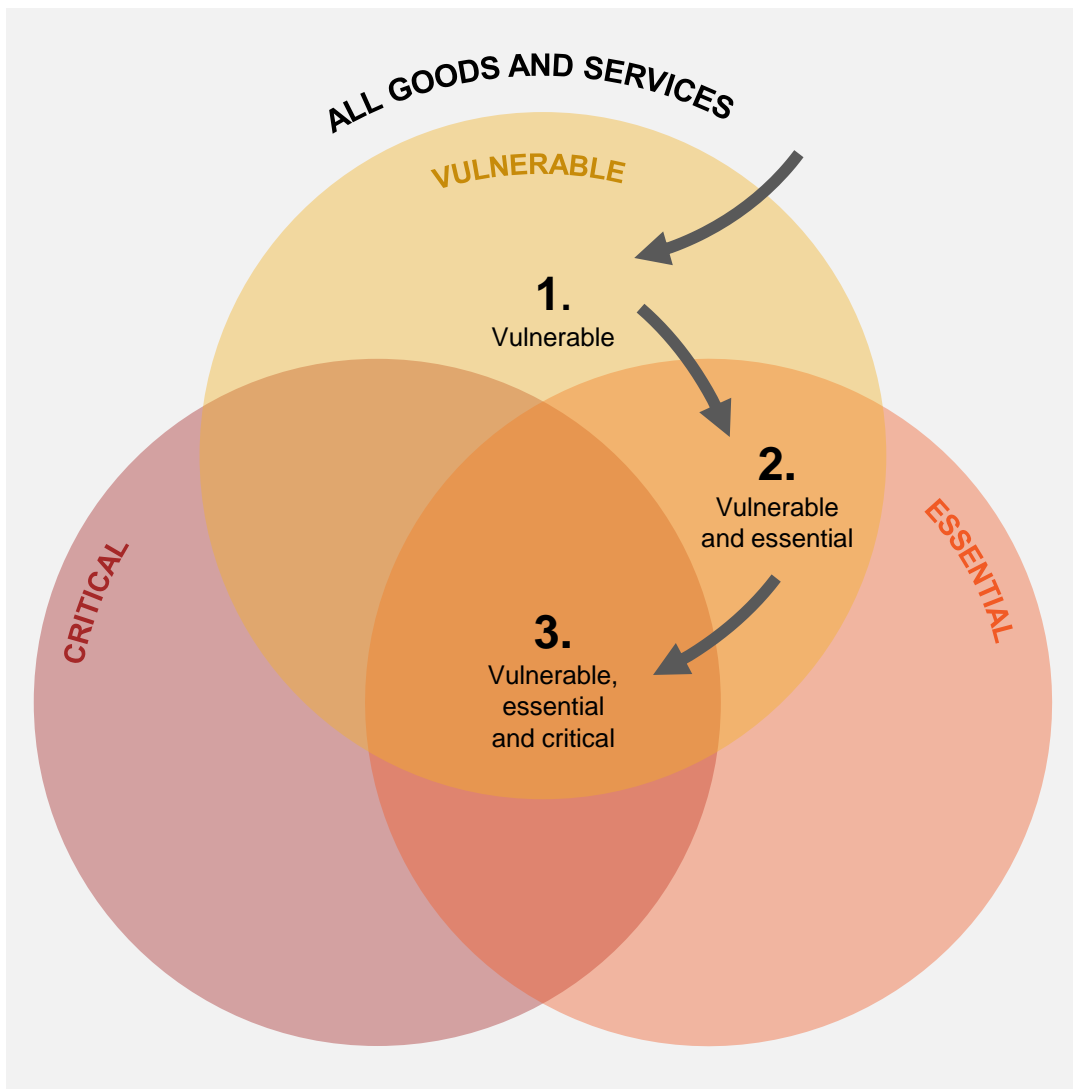 ALL GOODS AND SERVICES
VULNERABLE
1.
Vulnerable
2.
Vulnerable
and essential
CRITICAL
ESSENTIAL
3.
Vulnerable,
essential
and critical